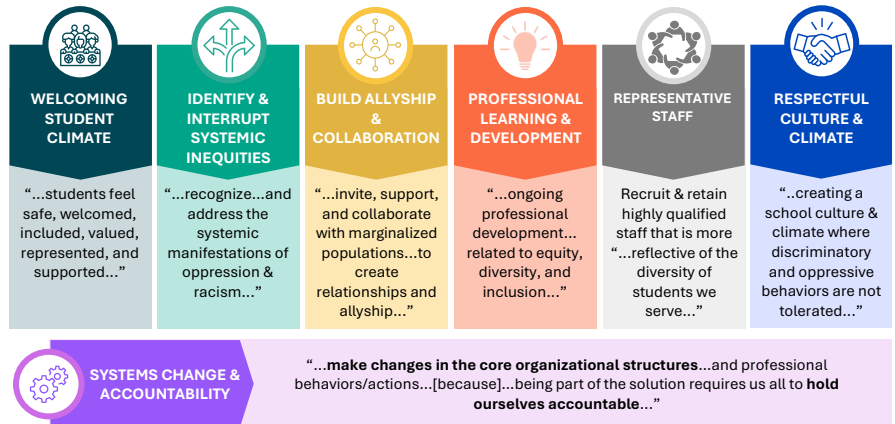 WELCOMING
STUDENT
CLIMATE
“...students feel
safe, welcomed,
included, valued,
represented, and
supported...”
IDENTIFY &
INTERRUPT
SYSTEMIC
INEQUITIES
“...recognize...and
address the
systemic
manifestations of
oppression &
racism...”
BUILD ALLYSHIP
&
COLLABORATION
“...invite, support,
and collaborate
with marginalized
populations...to
create
relationships and
allyship...”
PROFESSIONAL
LEARNING &
DEVELOPMENT
“...ongoing
professional
development...
related to equity,
diversity, and
inclusion...”
REPRESENTATIVE
STAFF
Recruit & retain
highly qualified
staff that is more
“...reflective of the
diversity of
students we
serve...”
RESPECTFUL
CULTURE &
CLIMATE
“..creating a
school culture &
climate where
discriminatory
and oppressive
behaviors are not
tolerated...”
SYSTEMS CHANGE &
ACCOUNTABILITY
“...make changes in the core organizational structures...and professional
behaviors/actions...[because]...being part of the solution requires us all to hold
ourselves accountable...”